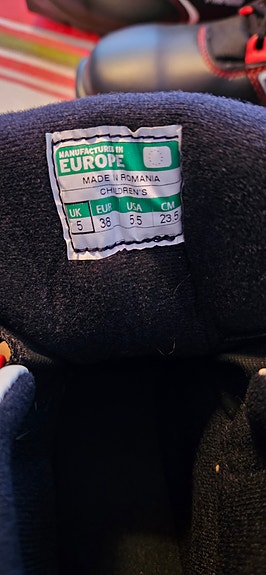 MANUFACTURED IN
EUROPE
MADE IN ROMANIA
CHILDREN'S
UK EUR USA CM
5 38 5.5 23.5